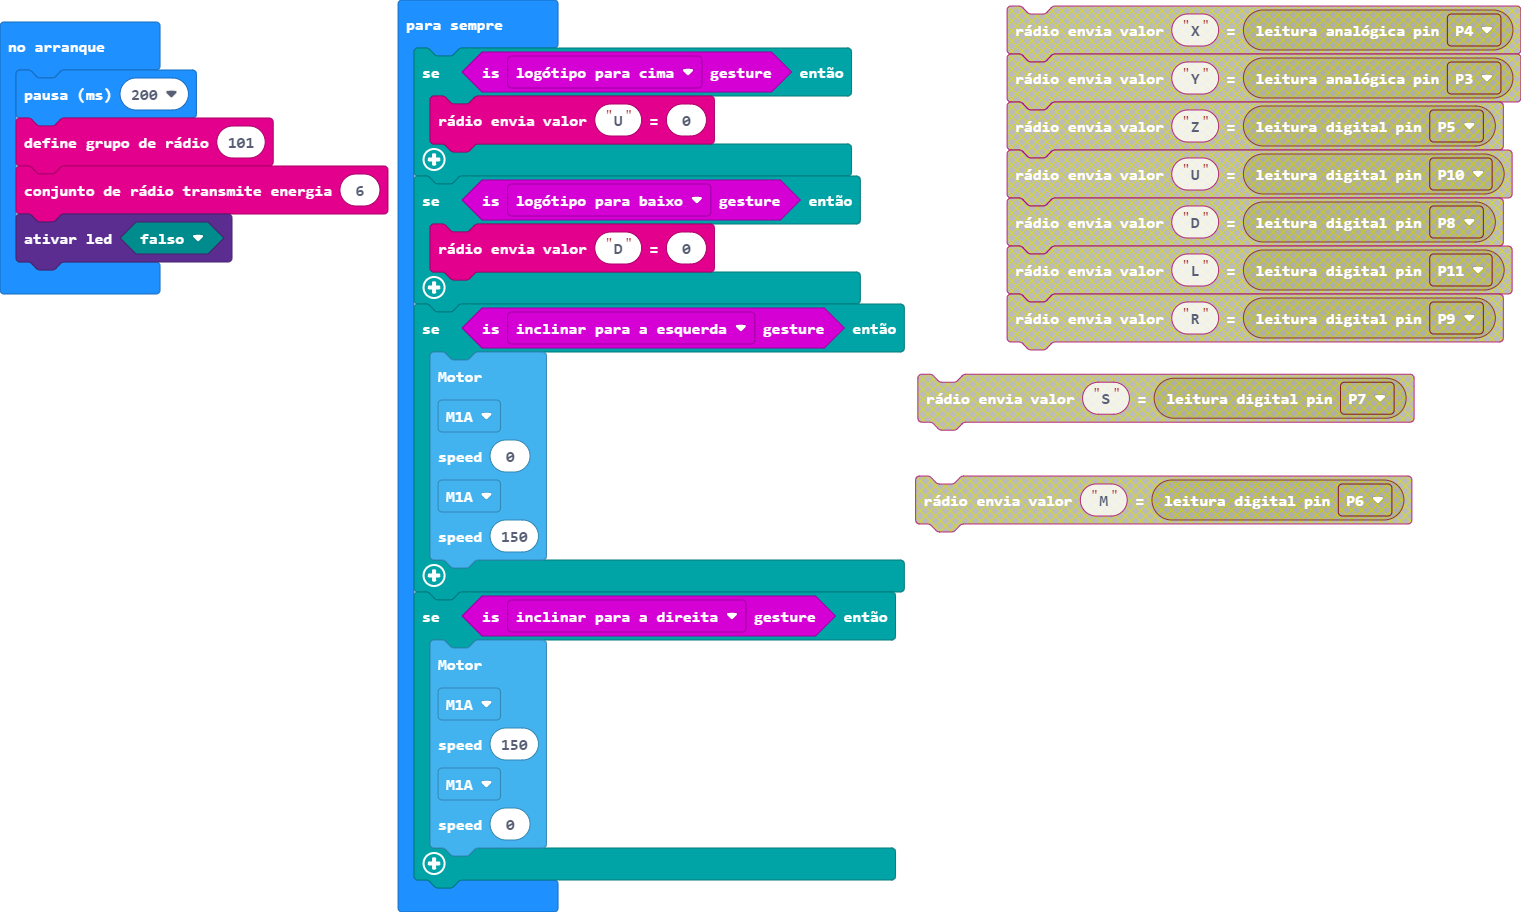 no arranque
pausa (ms) 200
define grupo de rádio 101
conjunto de rádio transmite energia 6
ativar led falso
para sempre
se is logótipo para cima gesture então
rádio envia valor "U" = 0
se is logótipo para baixo gesture então
rádio envia valor "D" = 0
se is inclinar para a esquerda gesture então
Motor
M1A
speed 0
M1A
speed 150
se is inclinar para a direita gesture então
Motor
M1A
speed 150
M1A
speed 0
rádio envia valor "X" = leitura analógica pin P4
rádio envia valor "Y" = leitura analógica pin P3
rádio envia valor "Z" = leitura digital pin P5
rádio envia valor "U" = leitura digital pin P10
rádio envia valor "D" = leitura digital pin P8
rádio envia valor "L" = leitura digital pin P11
rádio envia valor "R" = leitura digital pin P9
rádio envia valor "S" = leitura digital pin P7
rádio envia valor "M" = leitura digital pin P6